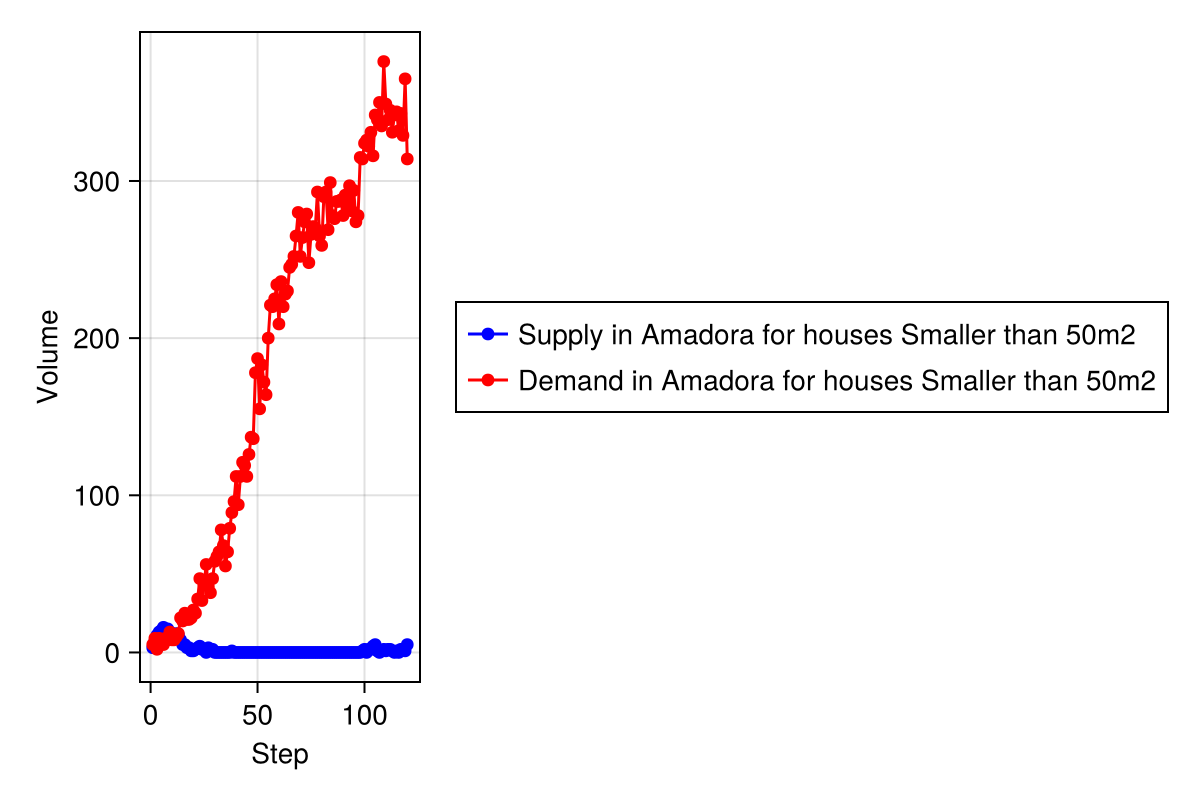 300
200
100
0
Volume
0 50 100
Step
Supply in Amadora for houses Smaller than 50m2
Demand in Amadora for houses Smaller than 50m2